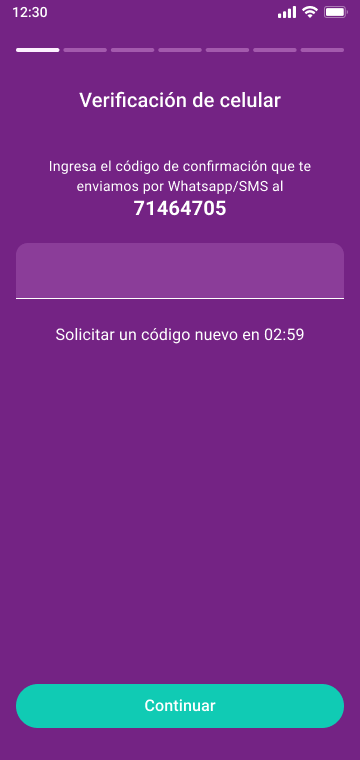 12:30
Verificación de celular
Ingresa el código de confirmación que te
enviamos por Whatsapp/SMS al
71464705
Solicitar un código nuevo en 02:59
Continuar